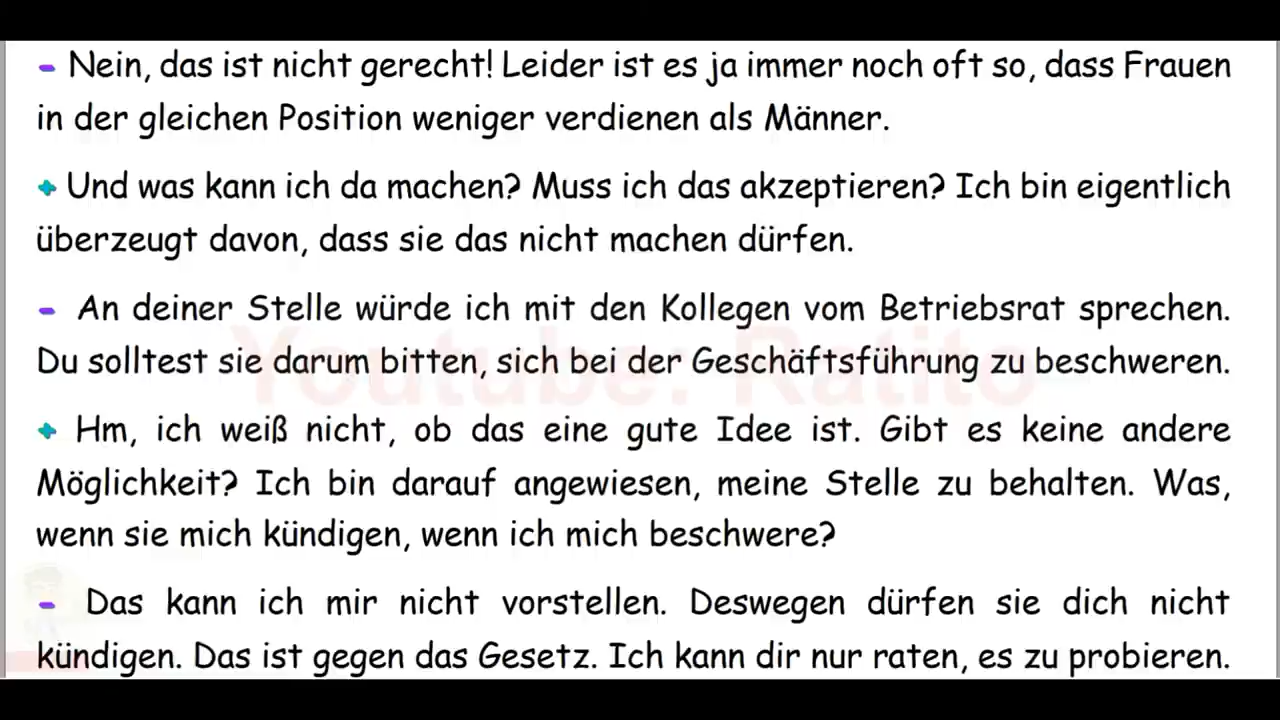 - Nein, das ist nicht gerecht! Leider ist es ja immer noch oft so, dass Frauen
in der gleichen Position weniger verdienen als Männer.
+ Und was kann ich da machen? Muss ich das akzeptieren? Ich bin eigentlich
überzeugt davon, dass sie das nicht machen dürfen.
- An deiner Stelle würde ich mit den Kollegen vom Betriebsrat sprechen.
Youtube: Ratito
Du solltest sie darum bitten, sich bei der Geschäftsführung zu beschweren.
+ Hm, ich weiß nicht, ob das eine gute Idee ist. Gibt es keine andere
Möglichkeit? Ich bin darauf angewiesen, meine Stelle zu behalten. Was,
wenn sie mich kündigen, wenn ich mich beschwere?
- Das kann ich mir nicht vorstellen. Deswegen dürfen sie dich nicht
kündigen. Das ist gegen das Gesetz. Ich kann dir nur raten, es zu probieren.